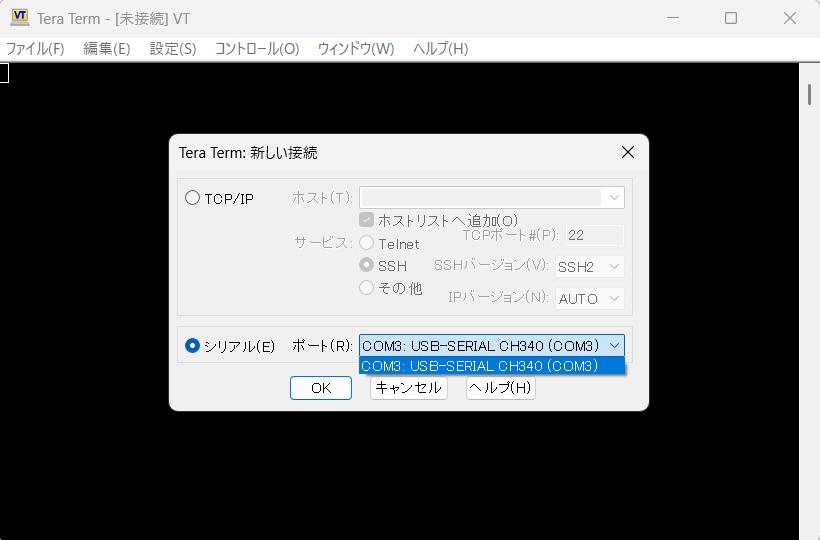 VT Tera Term - [未接続] VT
ファイル(F) 編集(E) 設定(S) コントロール(O) ウィンドウ(W) ヘルプ(H)
Tera Term: 新しい接続
TCP/IP ホスト(T):
ホストリストへ追加(O)
サービス: Telnet TCPポート#(P): 22
SSH SSHバージョン(V): SSH2
その他 IPバージョン(N): AUTO
シリアル(E) ポート(R): COM3: USB-SERIAL CH340 (COM3)
COM3: USB-SERIAL CH340 (COM3)
OK キャンセル ヘルプ(H)